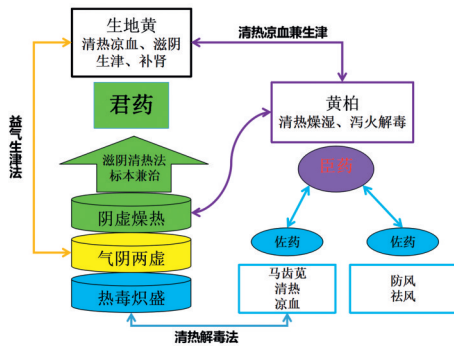 生地黄
清热凉血、滋阴
生津、补肾
清热凉血兼生津
黄柏
清热燥湿、泻火解毒
君药
益气生津法
滋阴清热法
标本兼治
巨药
阴虚燥热
气阴两虚
热毒炽盛
佐药
佐药
马齿苋
清热
凉血
防风
祛风
清热解毒法